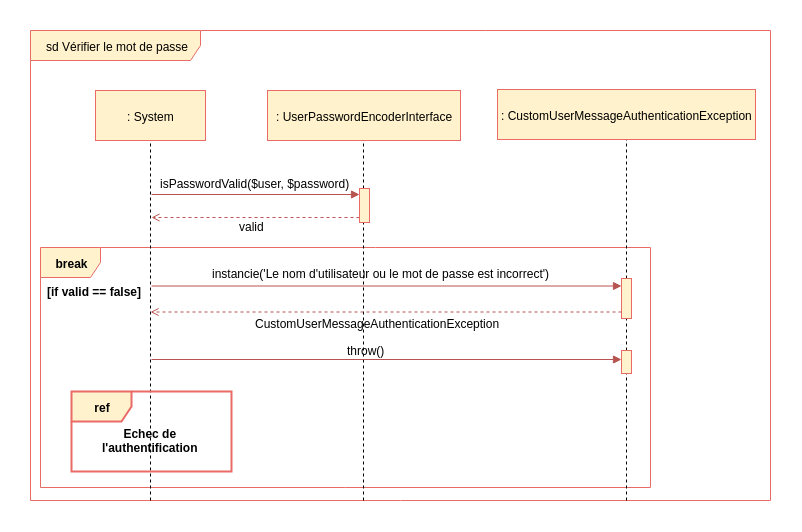 sd Vérifier le mot de passe
: System
: UserPasswordEncoderInterface
: CustomUserMessageAuthenticationException
isPasswordValid($user, $password)
valid
break
[if valid == false]
instancie('Le nom d'utilisateur ou le mot de passe est incorrect')
CustomUserMessageAuthenticationException
throw()
ref
Echec de
l'authentification